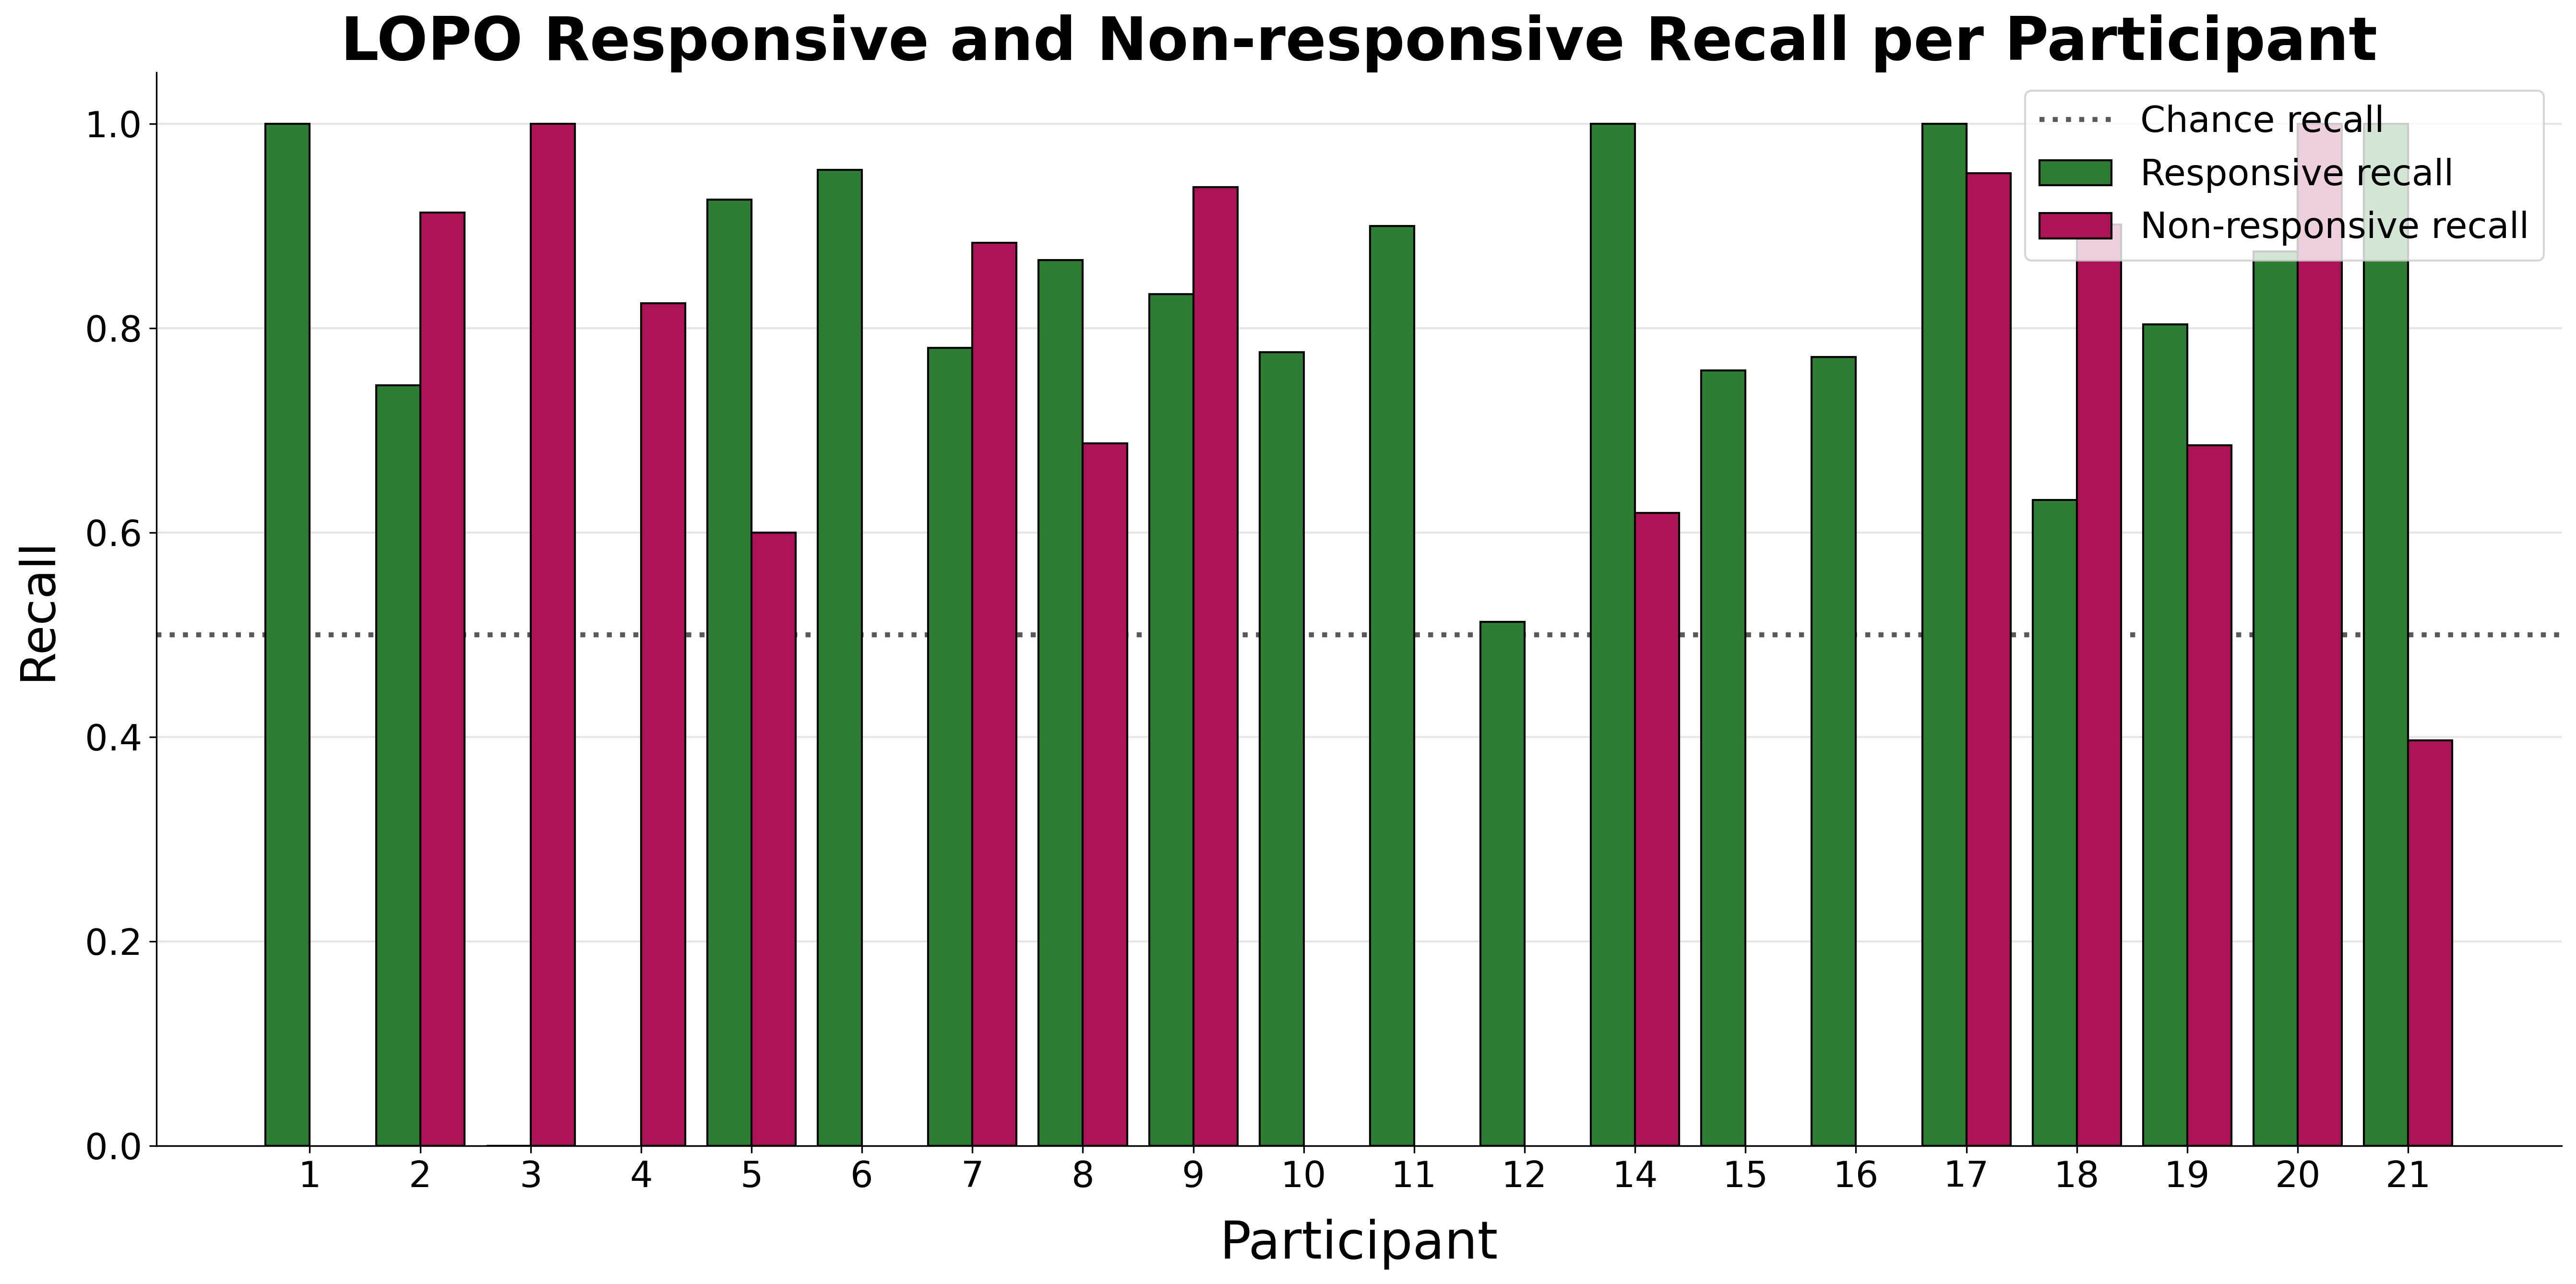 LOPO Responsive and Non-responsive Recall per Participant
Chance recall
Responsive recall
Non-responsive recall
Recall
1.0
0.8
0.6
0.4
0.2
0.0
1 2 3 4 5 6 7 8 9 10 11 12 14 15 16 17 18 19 20 21
Participant